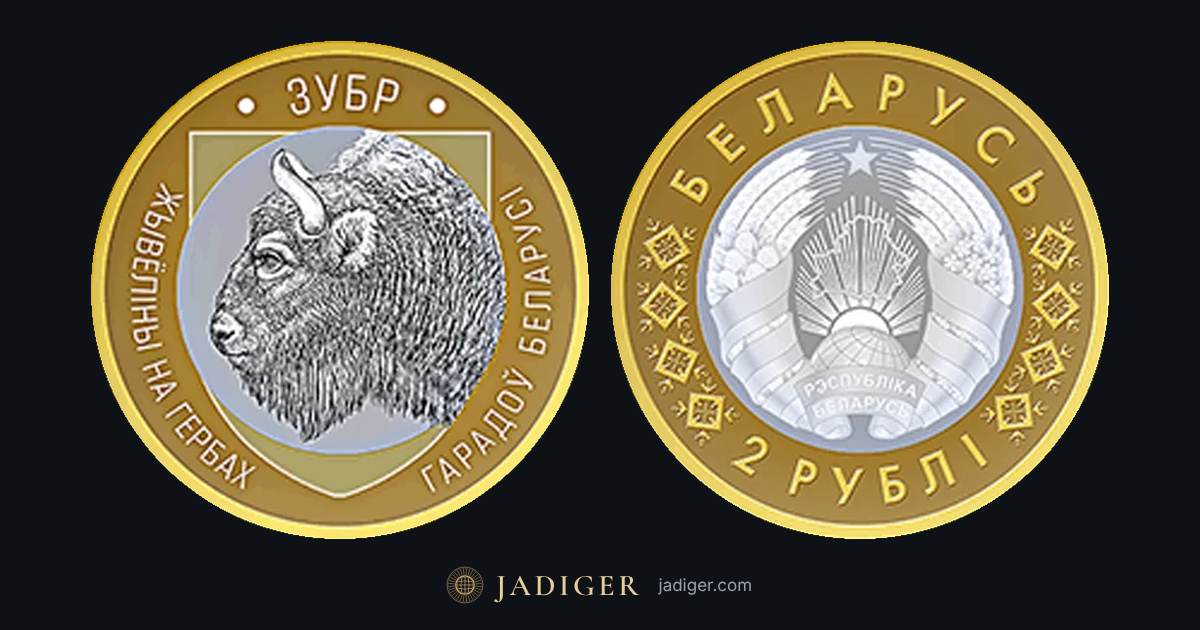 ЗУБР
ЖЫВЁЛІНЫ НА ГЕРБАХ
ГАРАДОЎ БЕЛАРУСІ
БЕЛАРУСЬ
РЭСПУБЛІКА
БЕЛАРУСЬ
2 РУБЛІ
JADIGER jadiger.com